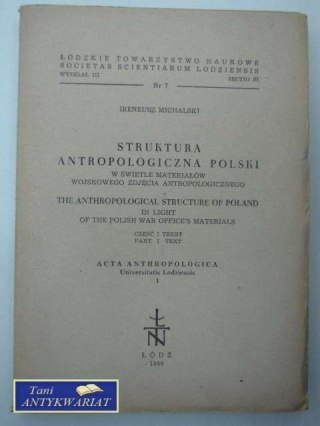 ŁÓDZKIE TOWARZYSTWO NAUKOWE
SOCIETAS SCIENTIARUM LODZIENSIS
WYDZIAŁ III SECTIO III
Nr 7
IRENEUSZ MICHALSKI
STRUKTURA
ANTROPOLOGICZNA POLSKI
W ŚWIETLE MATERIAŁÓW
WOJSKOWEGO ZDJĘCIA ANTROPOLOGICZNEGO
THE ANTHROPOLOGICAL STRUCTURE OF POLAND
IN LIGHT
OF THE POLISH WAR OFFICE'S MATERIALS
CZĘŚĆ I TEKST
PART I TEXT
ACTA ANTHROPOLOGICA
Universitatis Lodziensis
1
ŁÓDŹ
1949
Tani
ANTYKWARIAT